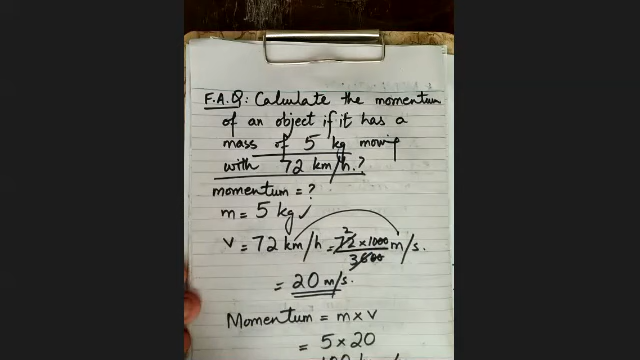 F.A.Q: Calculate the momentum
of an object if it has a
mass of 5 kg moving
with 72 km/h.?
momentum = ?
m = 5 kg ✓
v = 72 km/h = 72 × 1000 / 3600 m/s.
2
= 20 m/s.
Momentum = m × v
= 5 × 20